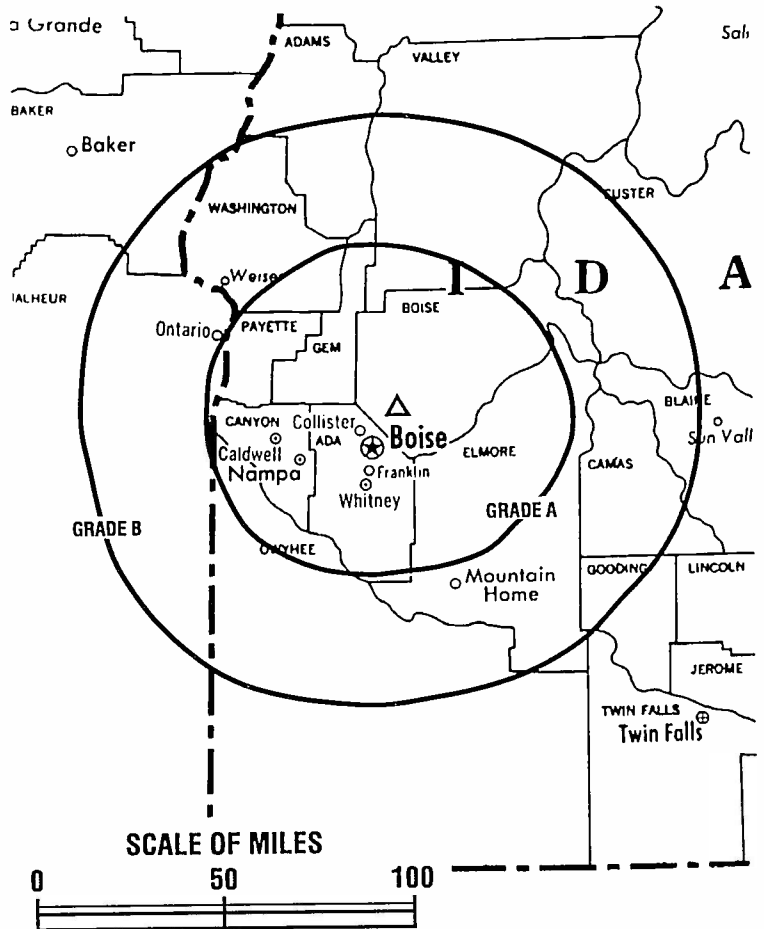 a Grande
ADAMS
VALLEY
Sal
BAKER
Baker
CUSTER
WASHINGTON
I D A
Weiser
ALHEUR
BOISE
Ontario
PAYETTE
GEM
BLAINE
CANYON
Collister
Boise
Sun Vall
ADA
ELMORE
Caldwell
CAMAS
Nampa
Franklin
Whitney
GRADE A
GRADE B
OWYHEE
Mountain
Home
GOODING
LINCOLN
JEROME
TWIN FALLS
Twin Falls
SCALE OF MILES
0 50 100